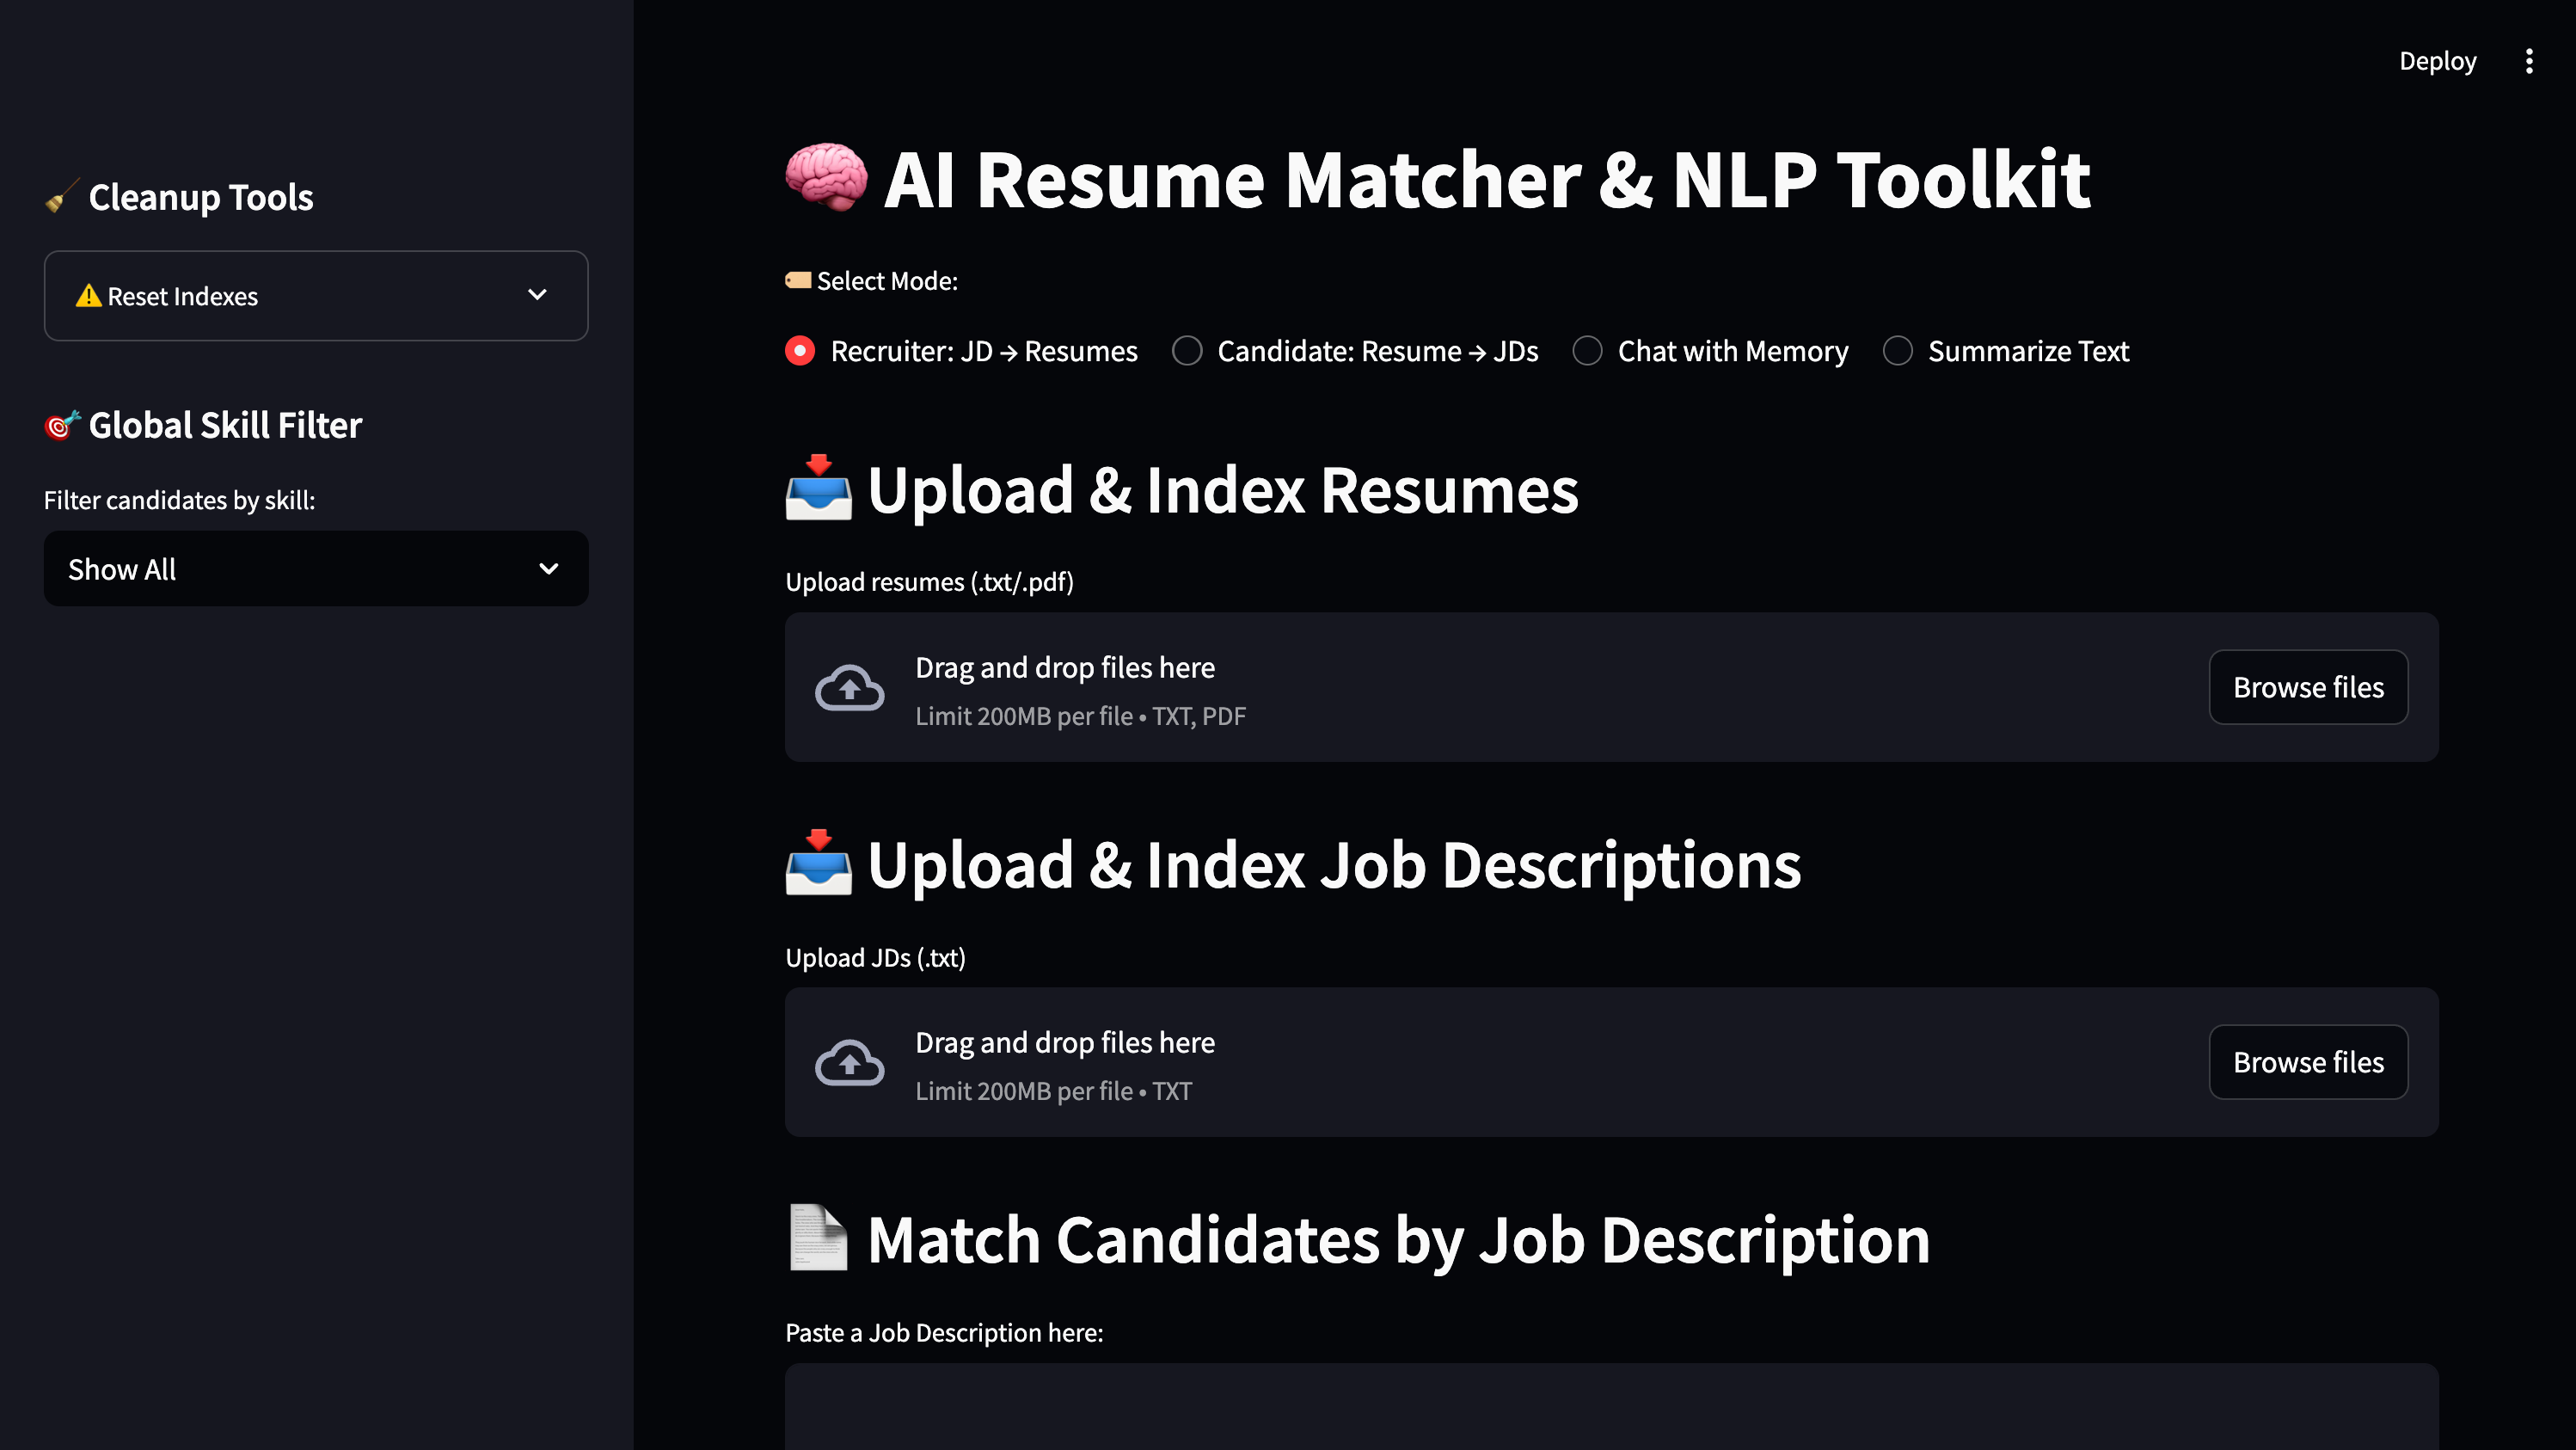 Deploy
Cleanup Tools
Reset Indexes
Global Skill Filter
Filter candidates by skill:
Show All
AI Resume Matcher & NLP Toolkit
Select Mode:
Recruiter: JD → Resumes Candidate: Resume → JDs Chat with Memory Summarize Text
Upload & Index Resumes
Upload resumes (.txt/.pdf)
Drag and drop files here
Limit 200MB per file • TXT, PDF
Browse files
Upload & Index Job Descriptions
Upload JDs (.txt)
Drag and drop files here
Limit 200MB per file • TXT
Browse files
Match Candidates by Job Description
Paste a Job Description here: